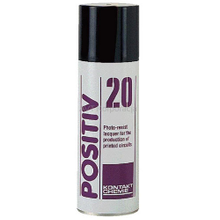 POSITIV
20
Photo-resist
lacquer for the
production of
printed circuits
KONTAKT
CHEMIE